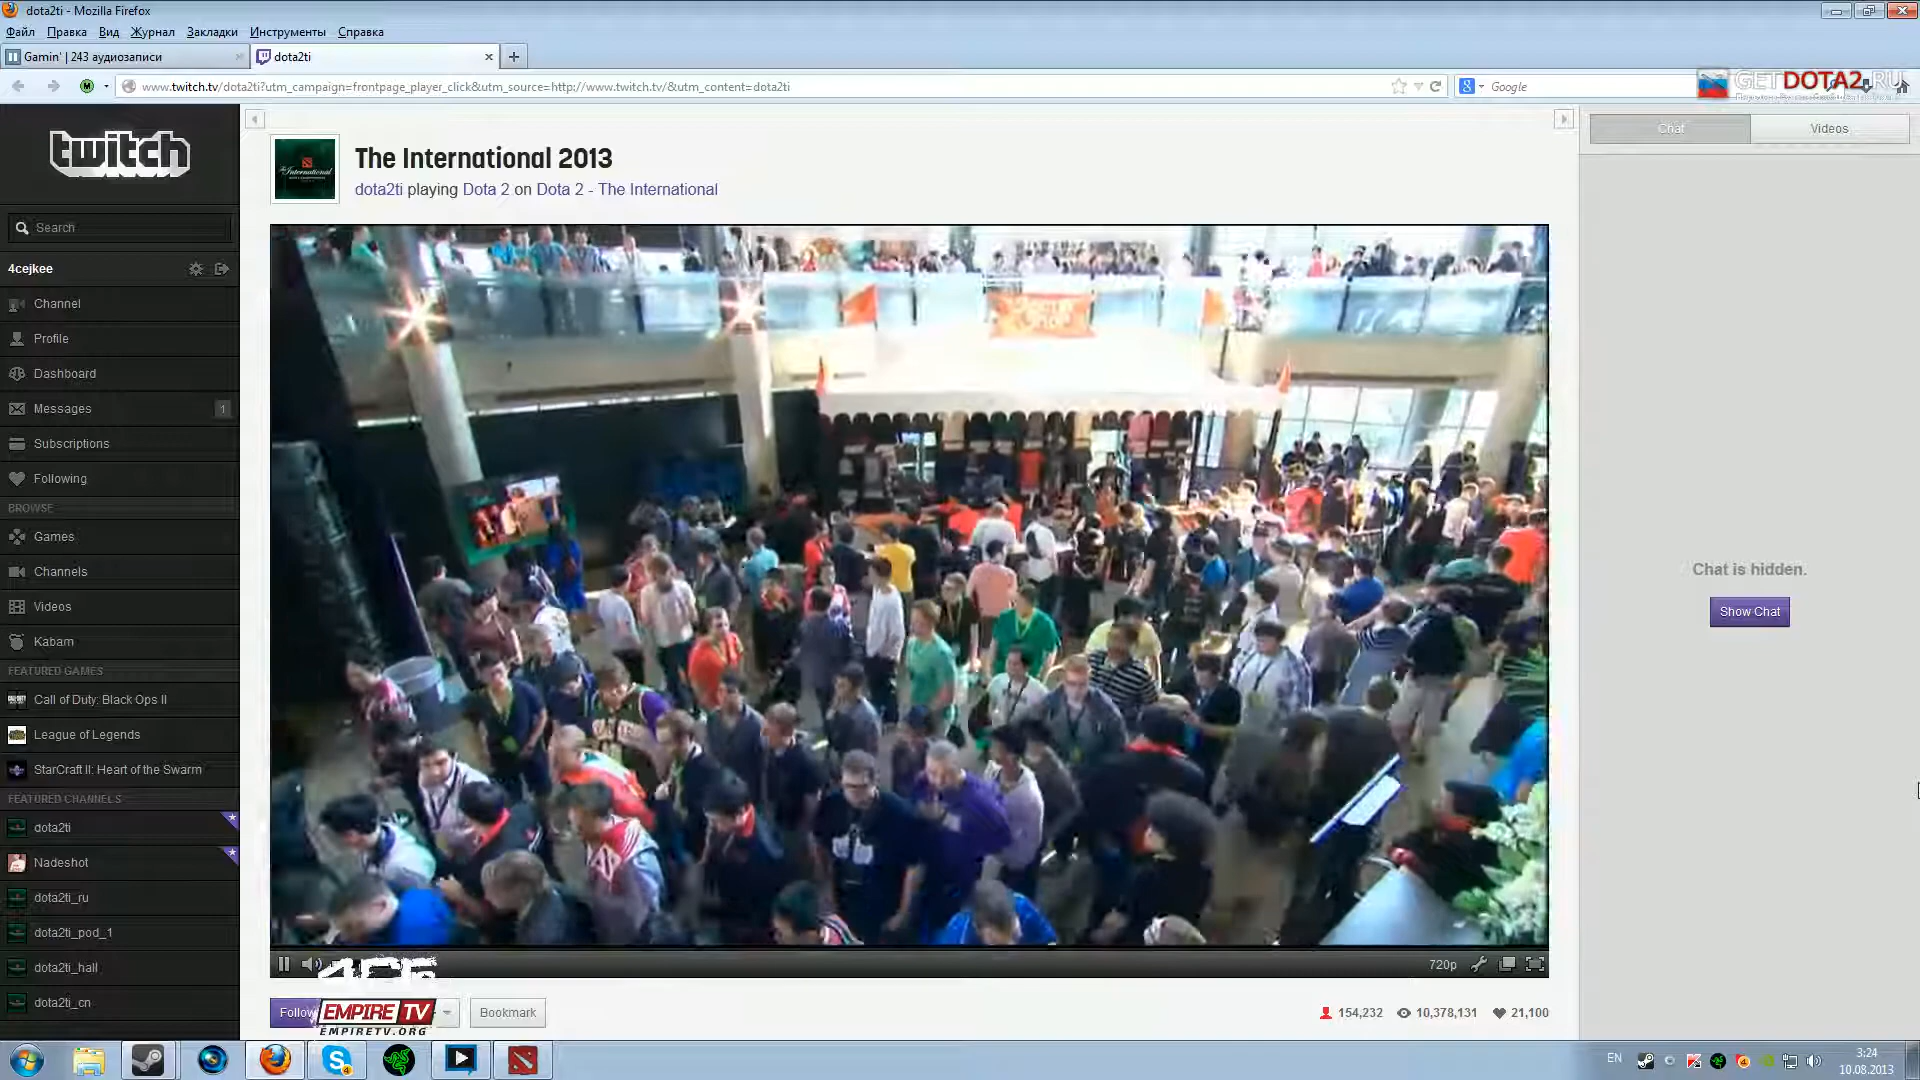 dota2ti - Mozilla Firefox
Файл Правка Вид Журнал Закладки Инструменты Справка
Gamin' | 243 аудиозаписи
dota2ti
www.twitch.tv/dota2ti?utm_campaign=frontpage_player_click&utm_source=http://www.twitch.tv/&utm_content=dota2ti
Google
GETDOTA2.RU
twitch
Search
4cejkee
Channel
Profile
Dashboard
Messages 1
Subscriptions
Following
BROWSE
Games
Channels
Videos
Kabam
FEATURED GAMES
Call of Duty: Black Ops II
League of Legends
StarCraft II: Heart of the Swarm
FEATURED CHANNELS
dota2ti
Nadeshot
dota2ti_ru
dota2ti_pod_1
dota2ti_hall
dota2ti_cn
The International
The International 2013
dota2ti playing Dota 2 on Dota 2 - The International
720p
Follow
EMPIRE TV
EMPIRETV.ORG
Bookmark
154,232
10,378,131
21,100
Chat
Videos
Chat is hidden.
Show Chat
EN
3:24
10.08.2013